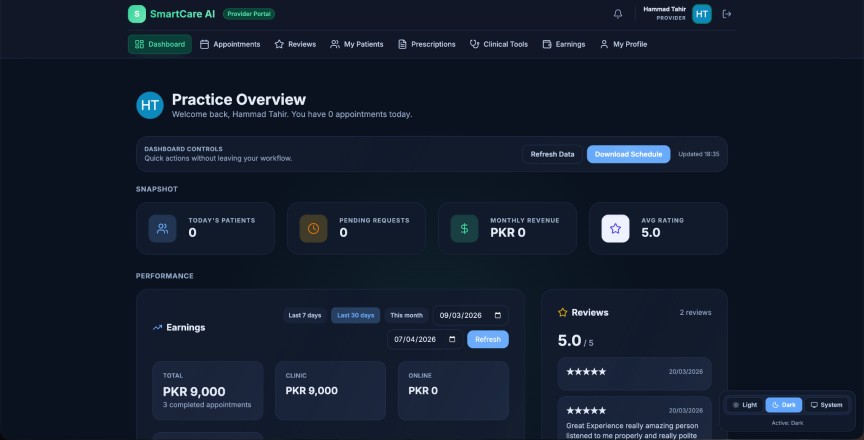 S SmartCare AI Provider Portal
Hammad Tahir
PROVIDER
HT
Dashboard Appointments Reviews My Patients Prescriptions Clinical Tools Earnings My Profile
HT
Practice Overview
Welcome back, Hammad Tahir. You have 0 appointments today.
DASHBOARD CONTROLS
Quick actions without leaving your workflow.
Refresh Data Download Schedule Updated 18:35
SNAPSHOT
TODAY'S PATIENTS
0
PENDING REQUESTS
0
MONTHLY REVENUE
PKR 0
AVG RATING
5.0
PERFORMANCE
Earnings
Last 7 days Last 30 days This month 09/03/2026
07/04/2026 Refresh
TOTAL
PKR 9,000
3 completed appointments
CLINIC
PKR 9,000
ONLINE
PKR 0
Reviews 2 reviews
5.0 / 5
★★★★★ 20/03/2026
★★★★★ 20/03/2026
Great Experience really amazing person
listened to me properly and really polite
Light Dark System
Active: Dark